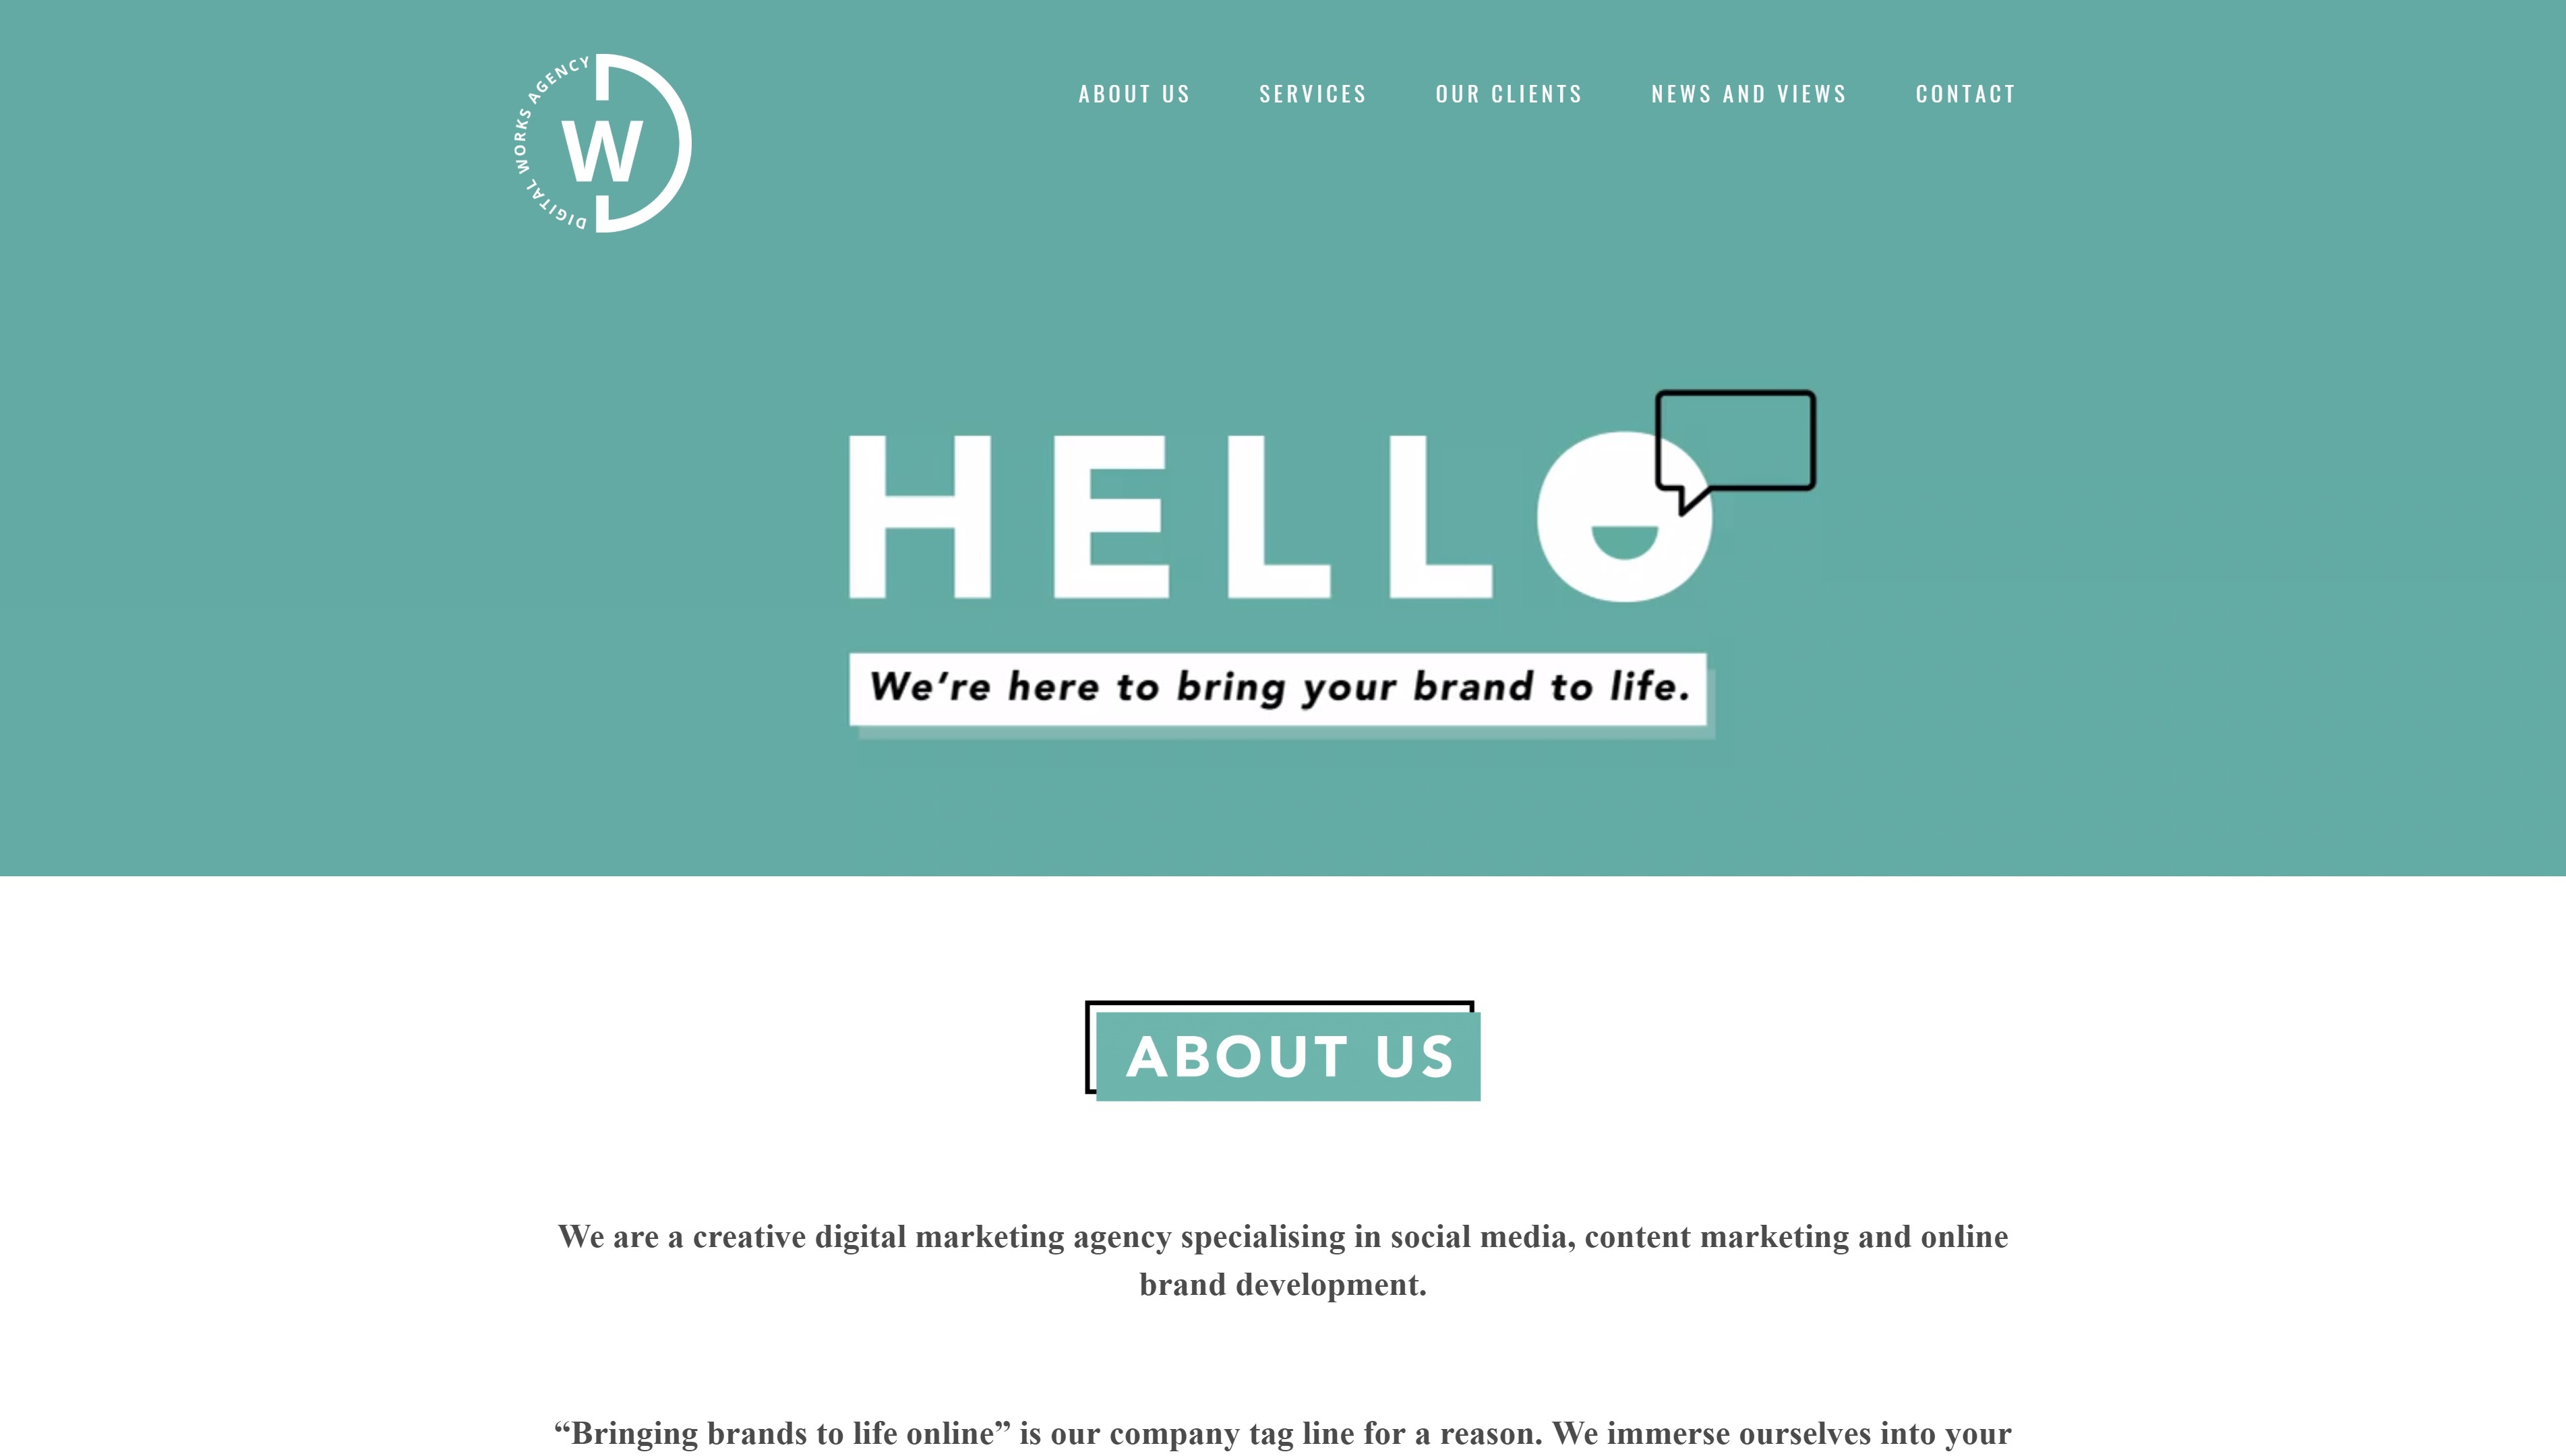 DIGITAL WORKS AGENCY
W
ABOUT US SERVICES OUR CLIENTS NEWS AND VIEWS CONTACT
HELLO
We're here to bring your brand to life.
ABOUT US
We are a creative digital marketing agency specialising in social media, content marketing and online
brand development.
“Bringing brands to life online” is our company tag line for a reason. We immerse ourselves into your